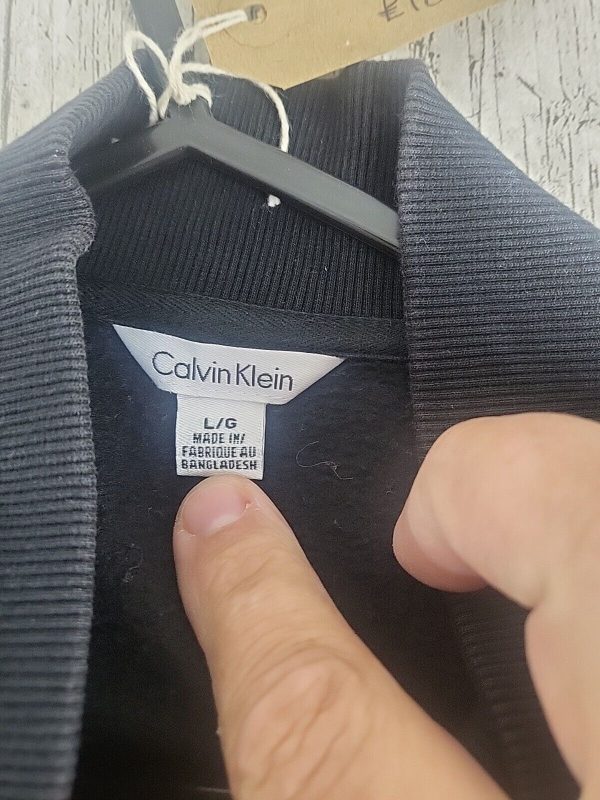 Calvin Klein
L/G
MADE IN/
FABRIQUE AU
BANGLADESH